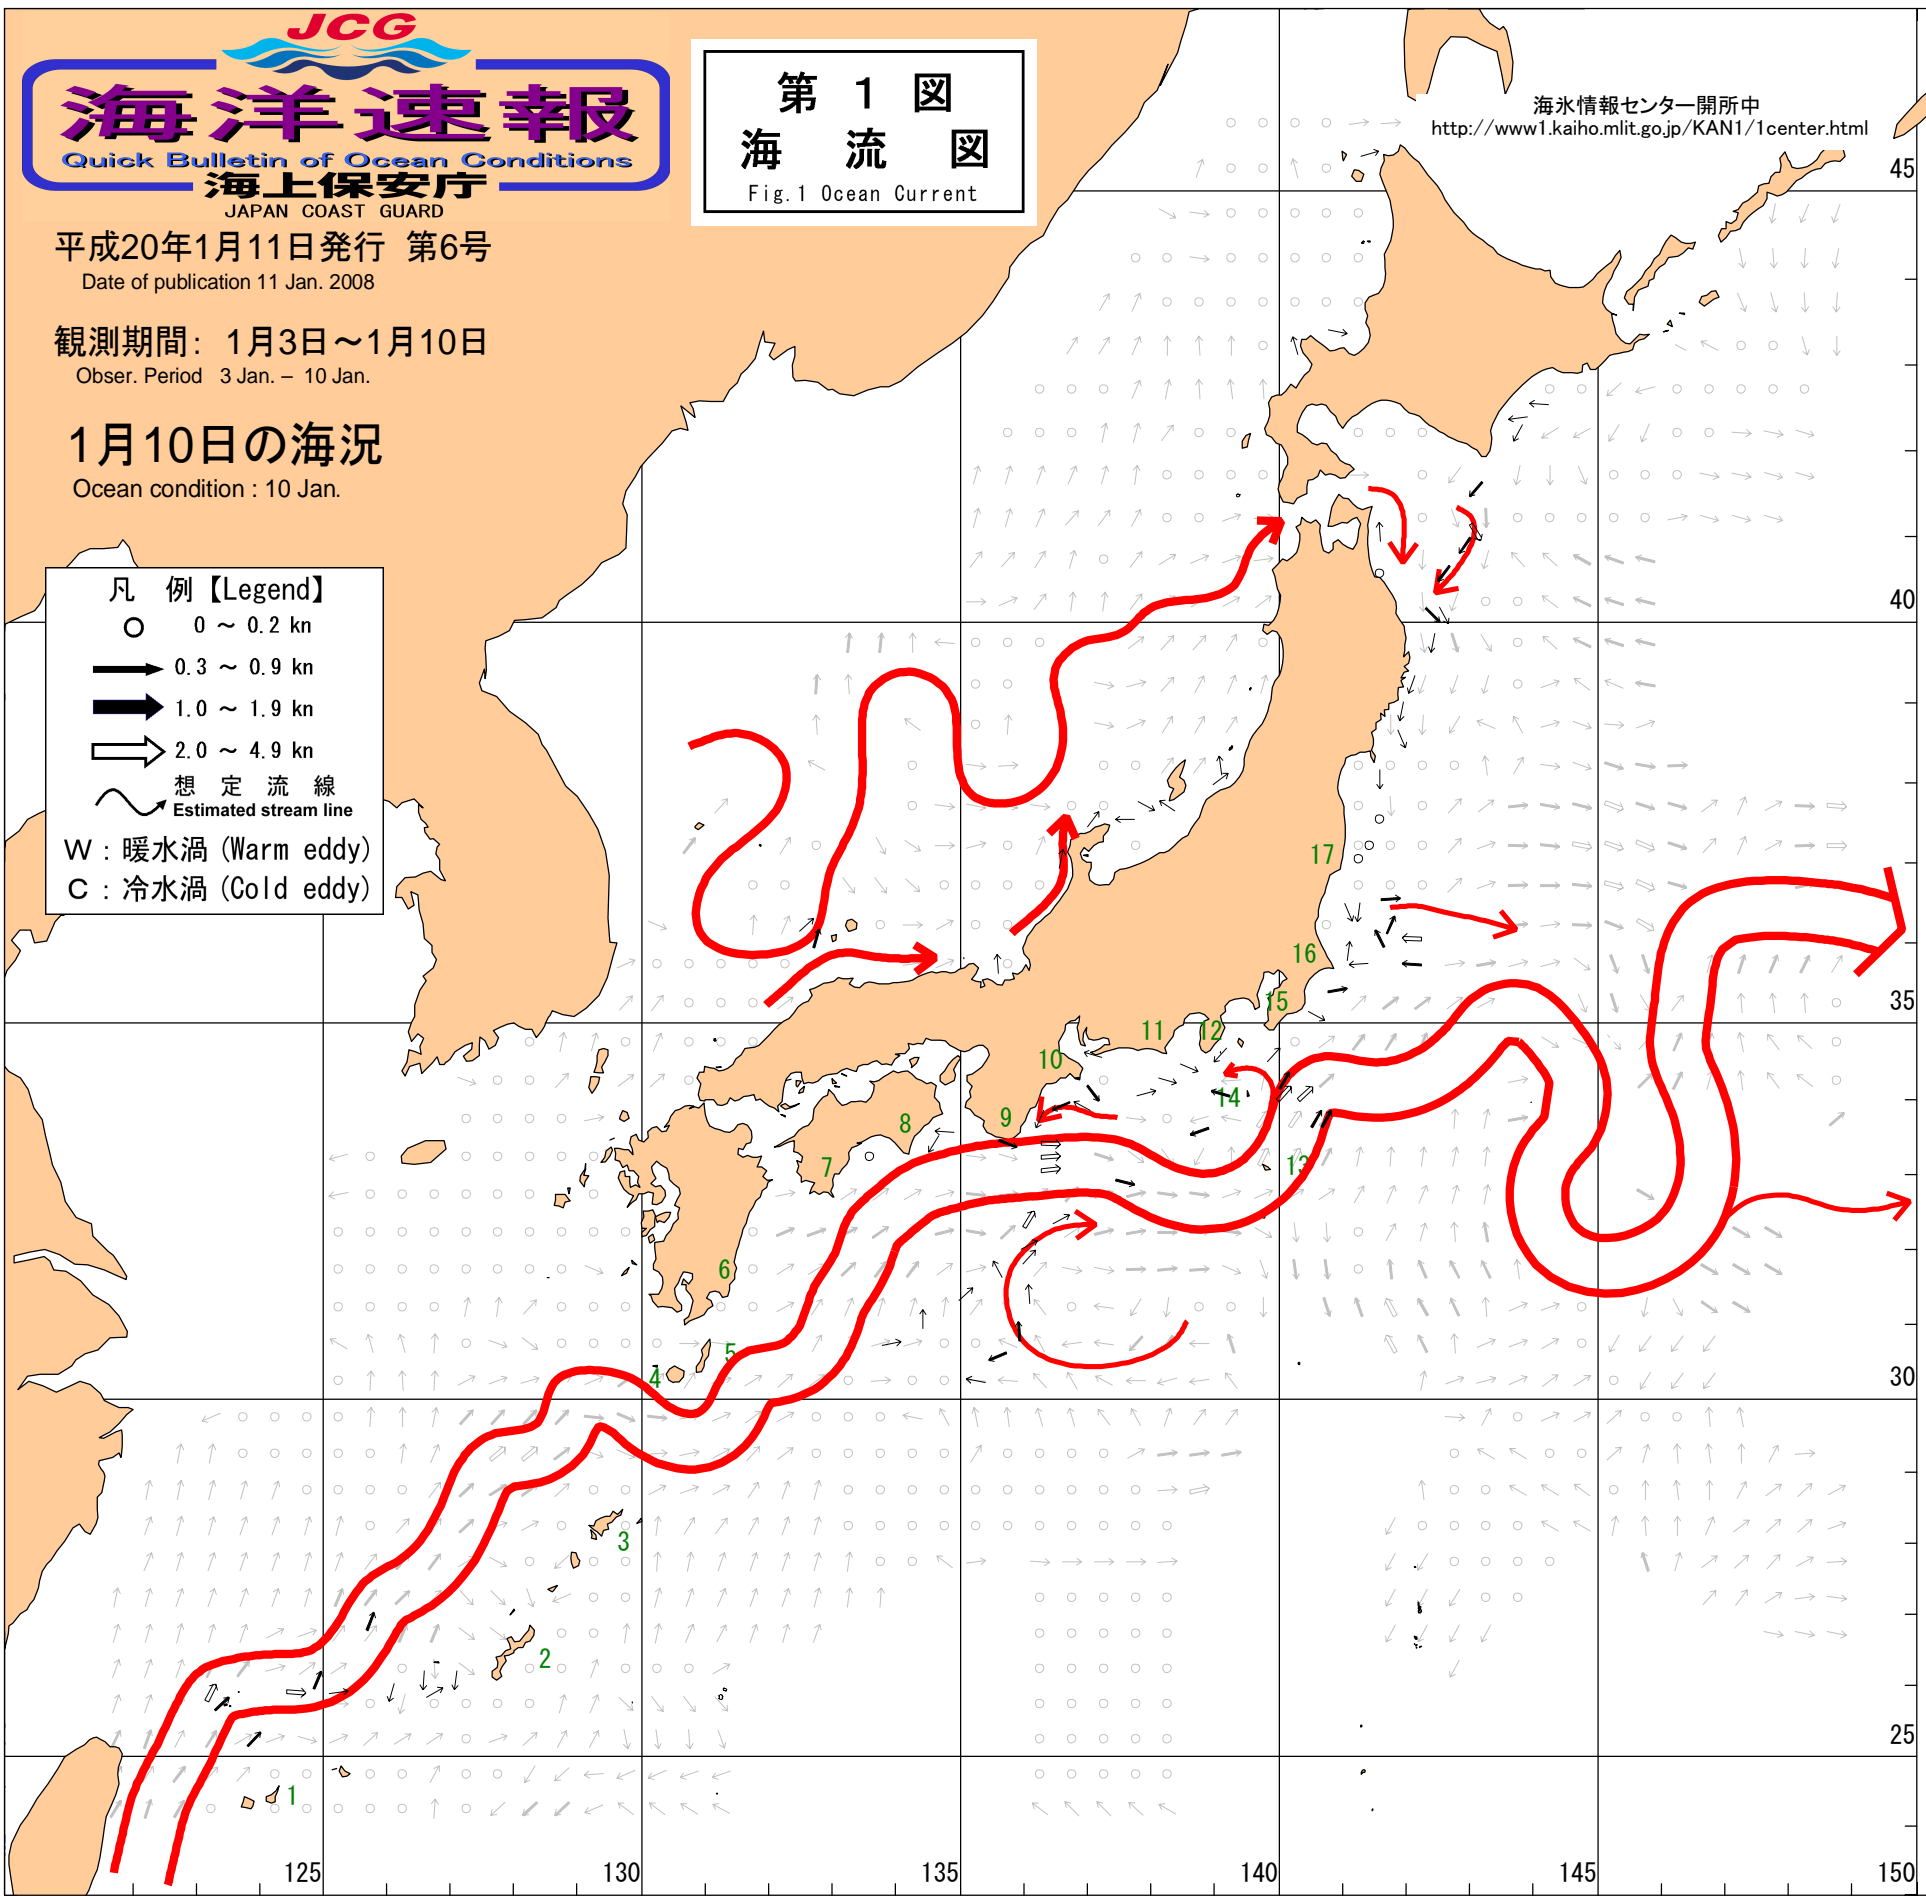 JCG
海洋速報
Quick Bulletin of Ocean Conditions
海上保安庁
JAPAN COAST GUARD
平成20年1月11日発行 第6号
Date of publication 11 Jan. 2008
観測期間: 1月3日～1月10日
Obser. Period 3 Jan. – 10 Jan.
1月10日の海況
Ocean condition : 10 Jan.
第 1 図
海 流 図
Fig.1 Ocean Current
海氷情報センター開所中
http://www1.kaiho.mlit.go.jp/KAN1/1center.html
凡 例【Legend】
0 ～ 0.2 kn
0.3 ～ 0.9 kn
1.0 ～ 1.9 kn
2.0 ～ 4.9 kn
想 定 流 線
Estimated stream line
W : 暖水渦 (Warm eddy)
C : 冷水渦 (Cold eddy)
45
40
17
16
35
15
12
11
10
14
9
8
13
7
6
5
4
30
3
2
25
1
125
130
135
140
145
150